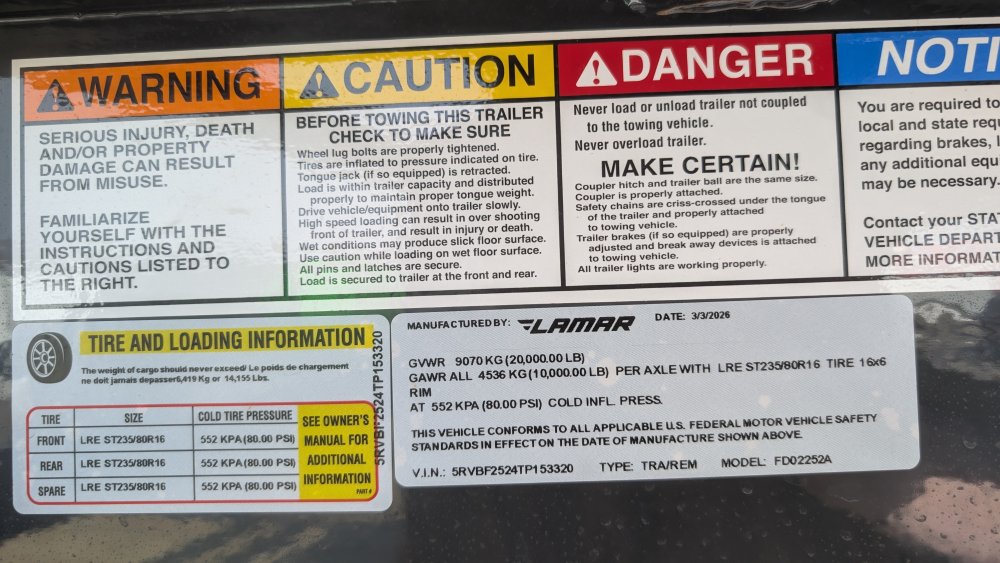 WARNING
SERIOUS INJURY, DEATH
AND/OR PROPERTY
DAMAGE CAN RESULT
FROM MISUSE.
FAMILIARIZE
YOURSELF WITH THE
INSTRUCTIONS AND
CAUTIONS LISTED TO
THE RIGHT.
CAUTION
BEFORE TOWING THIS TRAILER
CHECK TO MAKE SURE
Wheel lug bolts are properly tightened.
Tires are inflated to pressure indicated on tire.
Tongue jack (if so equipped) is retracted.
Load is within trailer capacity and distributed
properly to maintain proper tongue weight.
Drive vehicle/equipment onto trailer slowly.
High speed loading can result in over shooting
front of trailer, and result in injury or death.
Wet conditions may produce slick floor surface.
Use caution while loading on wet floor surface.
All pins and latches are secure.
Load is secured to trailer at the front and rear.
DANGER
Never load or unload trailer not coupled
to the towing vehicle.
Never overload trailer.
MAKE CERTAIN!
Coupler hitch and trailer ball are the same size.
Coupler is properly attached.
Safety chains are criss-crossed under the tongue
of the trailer and properly attached
to towing vehicle.
Trailer brakes (if so equipped) are properly
adjusted and break away devices is attached
to towing vehicle.
All trailer lights are working properly.
NOTI
You are required to
local and state requ
regarding brakes, l
any additional equ
may be necessary.
Contact your STA
VEHICLE DEPART
MORE INFORMAT
TIRE AND LOADING INFORMATION
The weight of cargo should never exceed/ Le poids de chargement
ne doit jamais depasser6,419 Kg or 14,155 Lbs.
TIRE SIZE COLD TIRE PRESSURE
FRONT LRE ST235/80R16 552 KPA (80.00 PSI)
REAR LRE ST235/80R16 552 KPA (80.00 PSI)
SPARE LRE ST235/80R16 552 KPA (80.00 PSI)
SEE OWNER'S
MANUAL FOR
ADDITIONAL
INFORMATION
PART #
5RVBF2524TP153320
MANUFACTURED BY: LAMAR DATE: 3/3/2026
GVWR 9070 KG (20,000.00 LB)
GAWR ALL 4536 KG (10,000.00 LB) PER AXLE WITH LRE ST235/80R16 TIRE 16x6
RIM
AT 552 KPA (80.00 PSI) COLD INFL. PRESS.
THIS VEHICLE CONFORMS TO ALL APPLICABLE U.S. FEDERAL MOTOR VEHICLE SAFETY
STANDARDS IN EFFECT ON THE DATE OF MANUFACTURE SHOWN ABOVE.
V.I.N.: 5RVBF2524TP153320 TYPE: TRA/REM MODEL: FD02252A